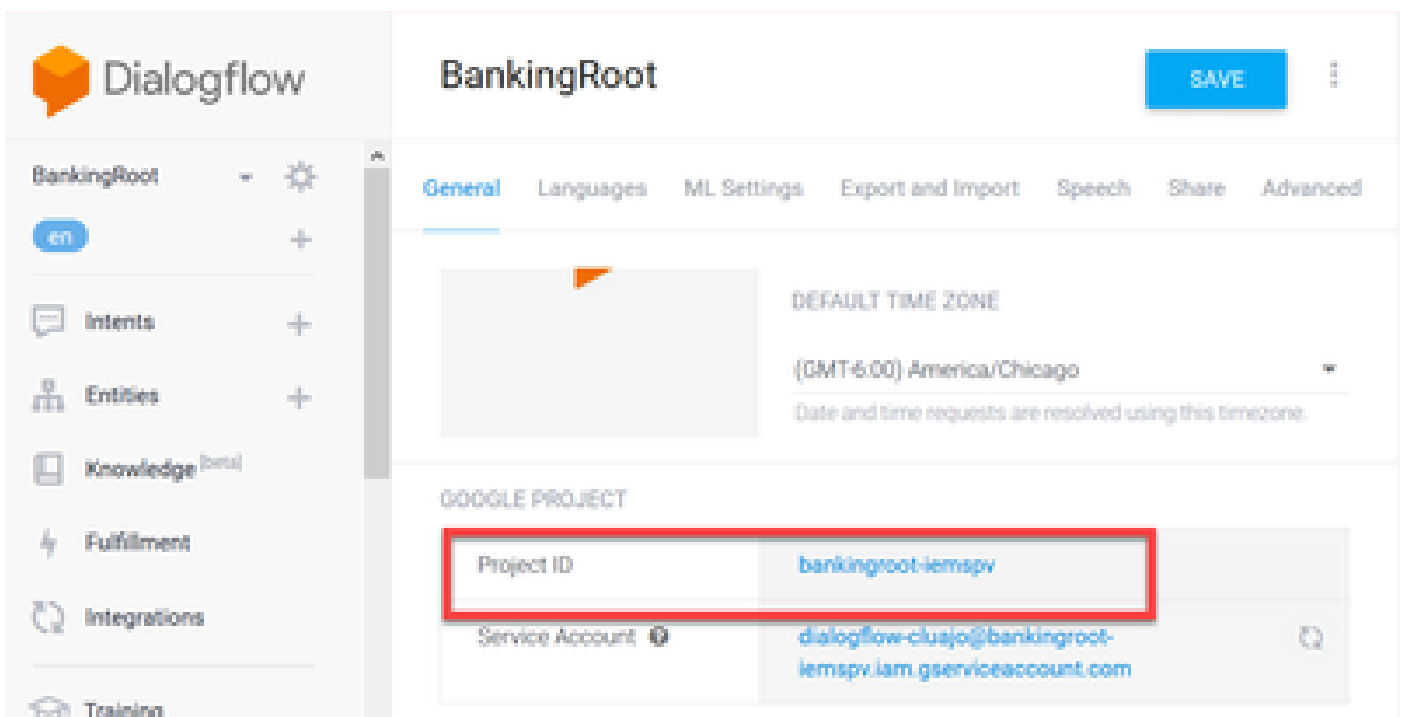 Dialogflow
BankingRoot
SAVE
BankingRoot
en
General Languages ML Settings Export and Import Speech Share Advanced
Intents
Entities
Knowledge [beta]
Fulfillment
Integrations
Training
DEFAULT TIME ZONE
(GMT-6:00) America/Chicago
Date and time requests are resolved using this timezone.
GOOGLE PROJECT
Project ID bankingroot-iemspv
Service Account dialogflow-cluajo@bankingroot-
iemspv.iam.gserviceaccount.com